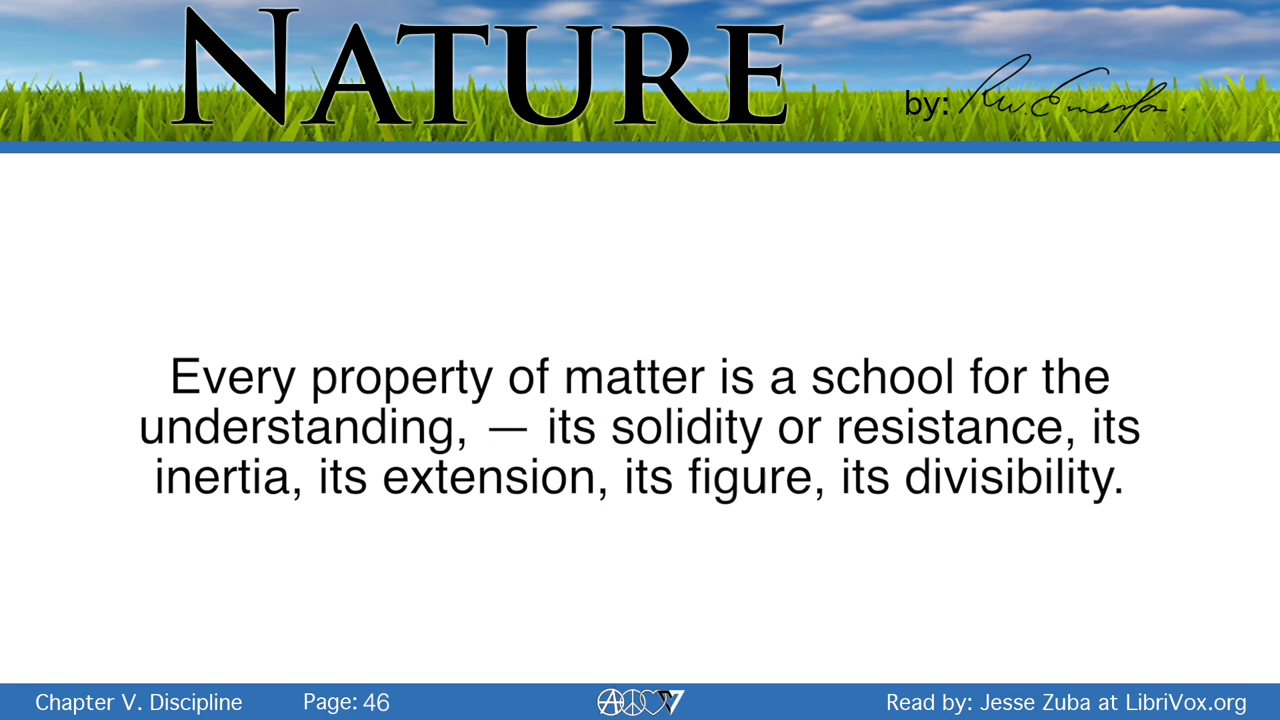 NATURE
by: R.W. Emerson.
Every property of matter is a school for the
understanding, — its solidity or resistance, its
inertia, its extension, its figure, its divisibility.
Chapter V. Discipline
Page: 46
Read by: Jesse Zuba at LibriVox.org